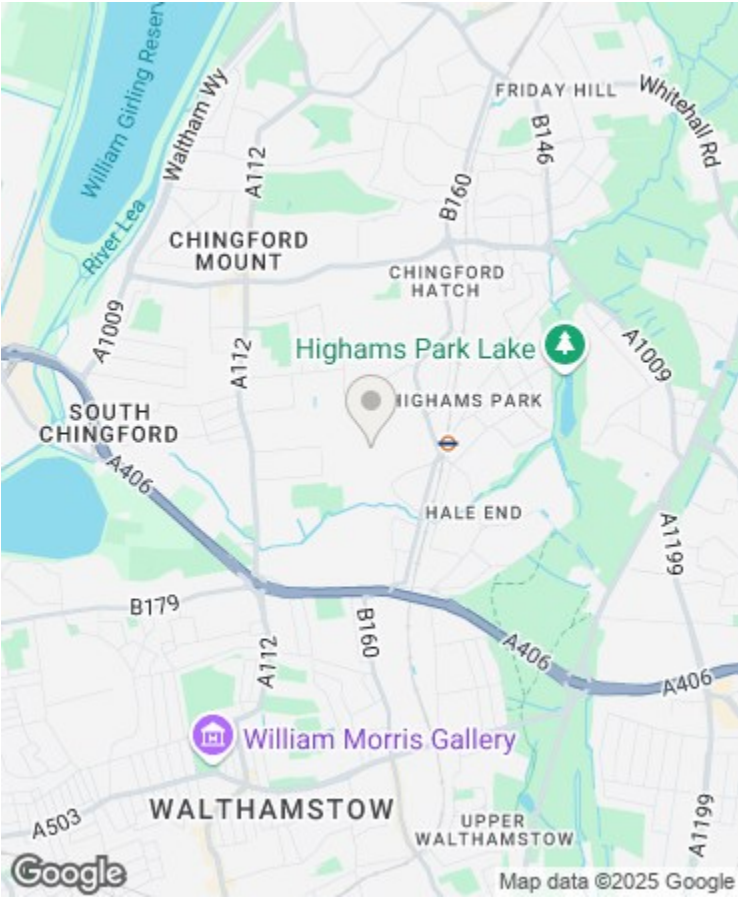 William Girling Reserv
Waltham Wy
FRIDAY HILL
Whitehall Rd
A112
B146
B160
River Lea
CHINGFORD
MOUNT
CHINGFORD
HATCH
A1009
A1009
A112
Highams Park Lake
HIGHAMS PARK
SOUTH
CHINGFORD
A406
HALE END
A1199
B179
B160
A112
A406
A406
William Morris Gallery
WALTHAMSTOW
A503
UPPER
WALTHAMSTOW
A1199
Google
Map data ©2025 Google